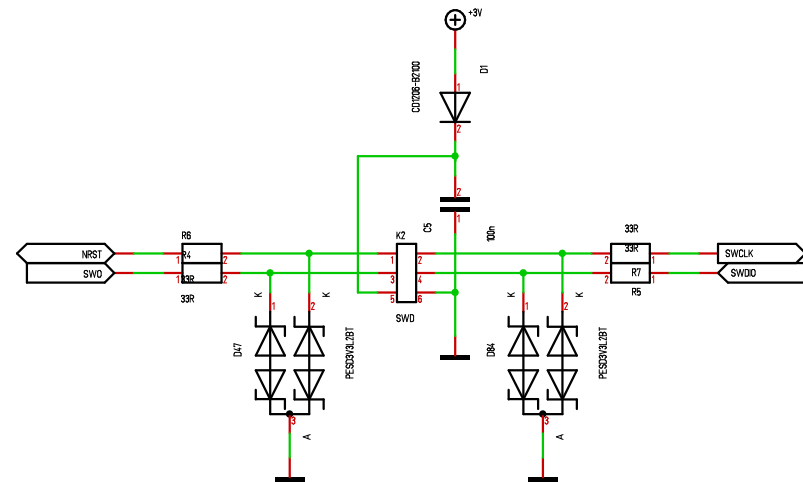 +3V
D1
CD1206-B2100
1
2
2
1
C5
100n
K2
R6
R4
33R
33R
NRST
SWO
1
1
2
2
1
3
5
2
4
6
SWD
33R
33R
R7
R5
2
2
1
1
SWCLK
SWDIO
K
K
1
2
D47
PESD3V3L2BT
3
A
K
K
1
2
D84
PESD3V3L2BT
3
A